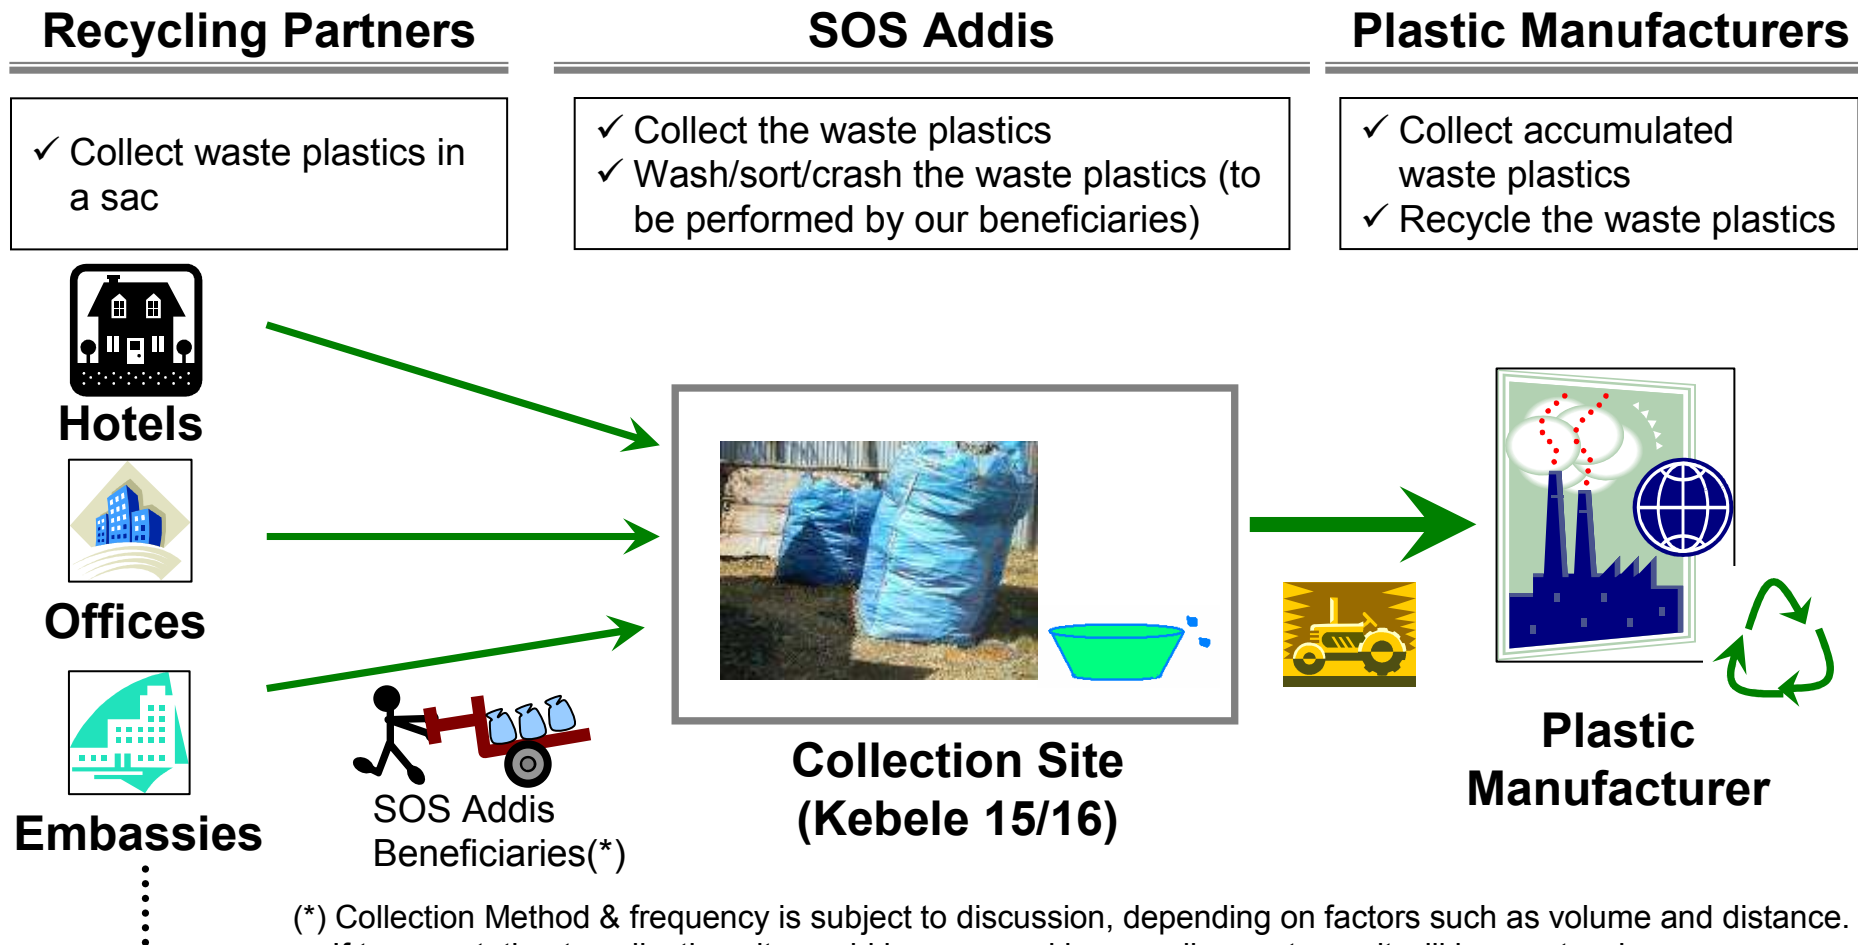 Recycling Partners
SOS Addis
Plastic Manufacturers
✓ Collect waste plastics in
a sac
✓ Collect the waste plastics
✓ Wash/sort/crash the waste plastics (to
be performed by our beneficiaries)
✓ Collect accumulated
waste plastics
✓ Recycle the waste plastics
Hotels
Offices
Embassies
SOS Addis
Beneficiaries(*)
Collection Site
(Kebele 15/16)
Plastic
Manufacturer
(*) Collection Method & frequency is subject to discussion, depending on factors such as volume and distance.